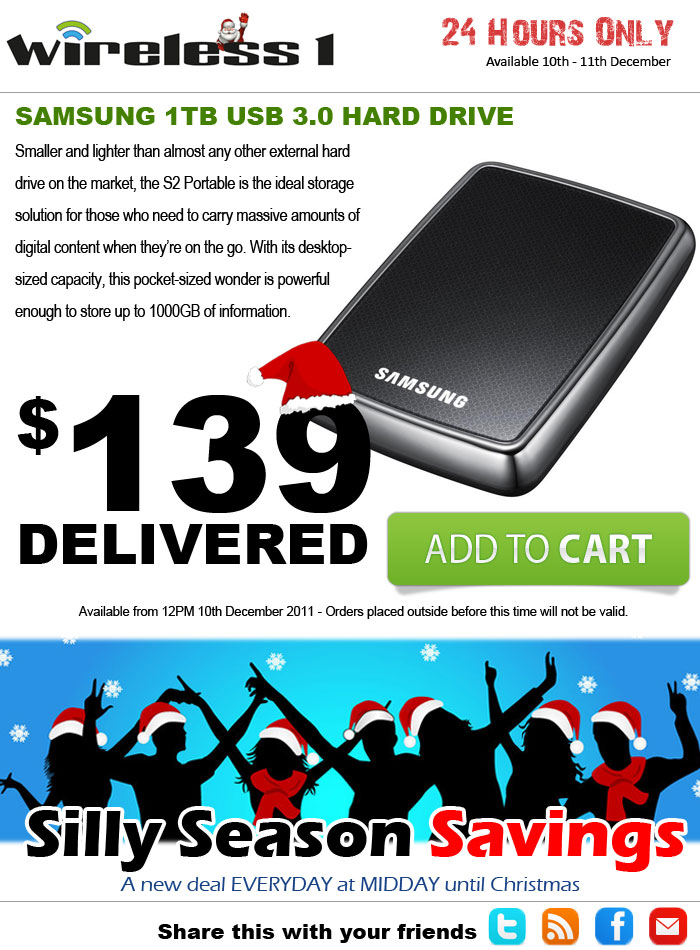 wireless 1
24 Hours Only
Available 10th - 11th December
SAMSUNG 1TB USB 3.0 HARD DRIVE
Smaller and lighter than almost any other external hard
drive on the market, the S2 Portable is the ideal storage
solution for those who need to carry massive amounts of
digital content when they're on the go. With its desktop-
sized capacity, this pocket-sized wonder is powerful
enough to store up to 1000GB of information.
SAMSUNG
$139
DELIVERED
ADD TO CART
Available from 12PM 10th December 2011 - Orders placed outside before this time will not be valid.
Silly Season Savings
A new deal EVERYDAY at MIDDAY until Christmas
Share this with your friends